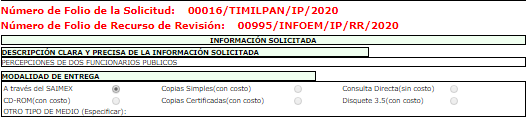 Número de Folio de la Solicitud: 00016/TIMILPAN/IP/2020
Número de Folio de Recurso de Revisión: 00995/INFOEM/IP/RR/2020
INFORMACIÓN SOLICITADA
DESCRIPCIÓN CLARA Y PRECISA DE LA INFORMACIÓN SOLICITADA
PERCEPCIONES DE DOS FUNCIONARIOS PÚBLICOS
MODALIDAD DE ENTREGA
A través del SAIMEX Copias Simples(con costo) Consulta Directa(sin costo)
CD-ROM(con costo) Copias Certificadas(con costo) Disquete 3.5(con costo)
OTRO TIPO DE MEDIO (Especificar):